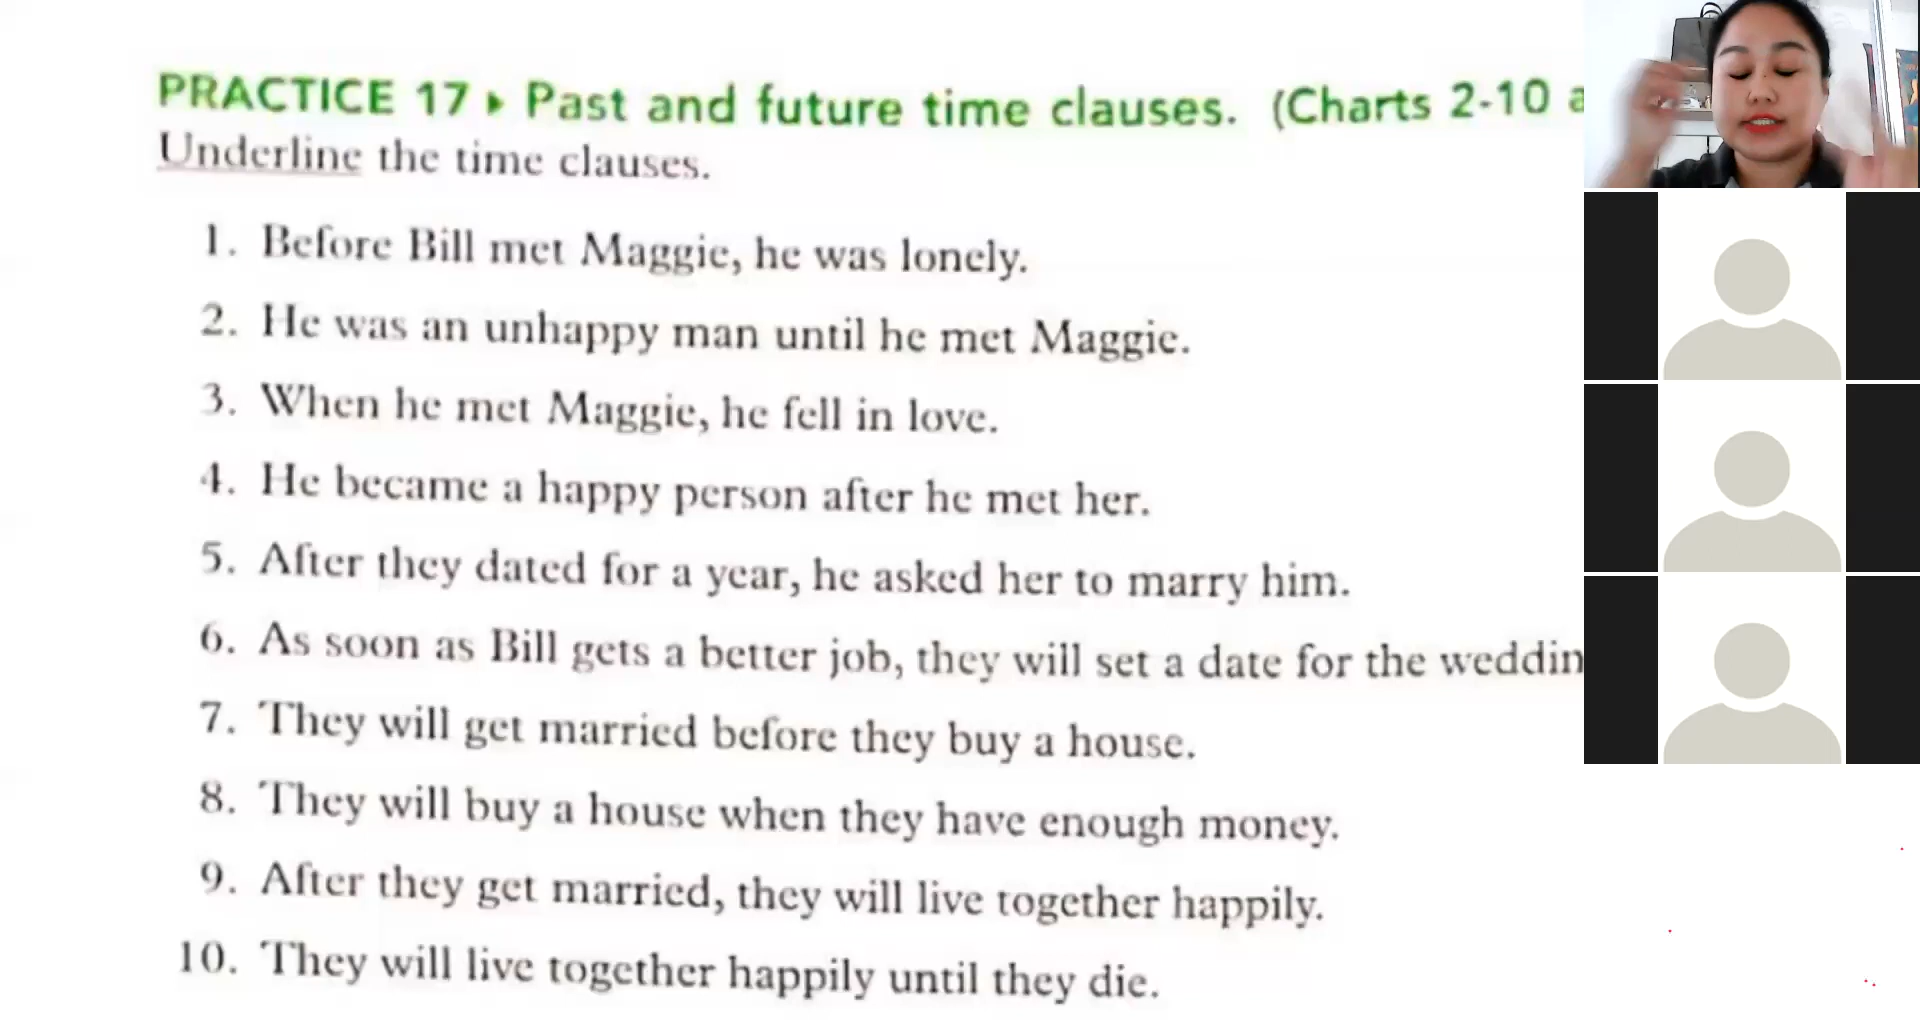 PRACTICE 17 ▸ Past and future time clauses. (Charts 2-10 a
Underline the time clauses.
1. Before Bill met Maggie, he was lonely.
2. He was an unhappy man until he met Maggie.
3. When he met Maggie, he fell in love.
4. He became a happy person after he met her.
5. After they dated for a year, he asked her to marry him.
6. As soon as Bill gets a better job, they will set a date for the weddin
7. They will get married before they buy a house.
8. They will buy a house when they have enough money.
9. After they get married, they will live together happily.
10. They will live together happily until they die.